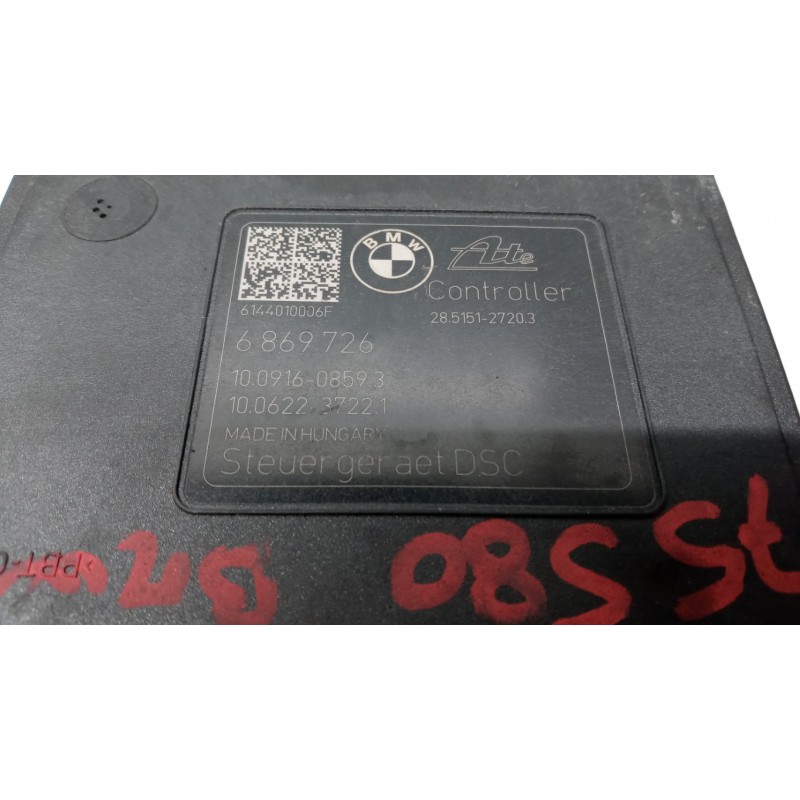 BMW Ate
Controller
6144010006F 28.5151-2720.3
6 869 726
10.0916-0859.3
10.0622-3722.1
MADE IN HUNGARY
Steuergeraet DSC
>PBT-G